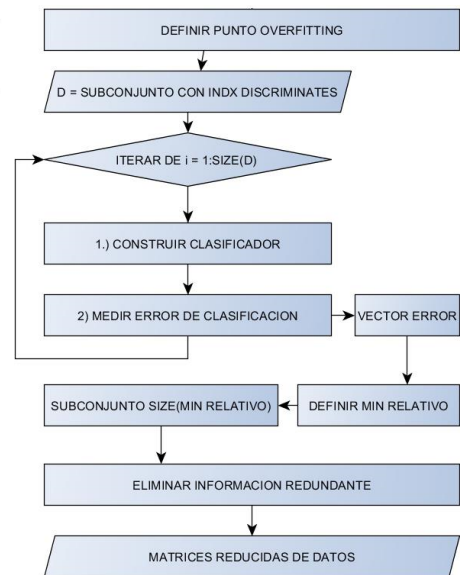 DEFINIR PUNTO OVERFITTING
D = SUBCONJUNTO CON INDX DISCRIMINATES
ITERAR DE i = 1:SIZE(D)
1.) CONSTRUIR CLASIFICADOR
2) MEDIR ERROR DE CLASIFICACION
VECTOR ERROR
SUBCONJUNTO SIZE(MIN RELATIVO)
DEFINIR MIN RELATIVO
ELIMINAR INFORMACION REDUNDANTE
MATRICES REDUCIDAS DE DATOS